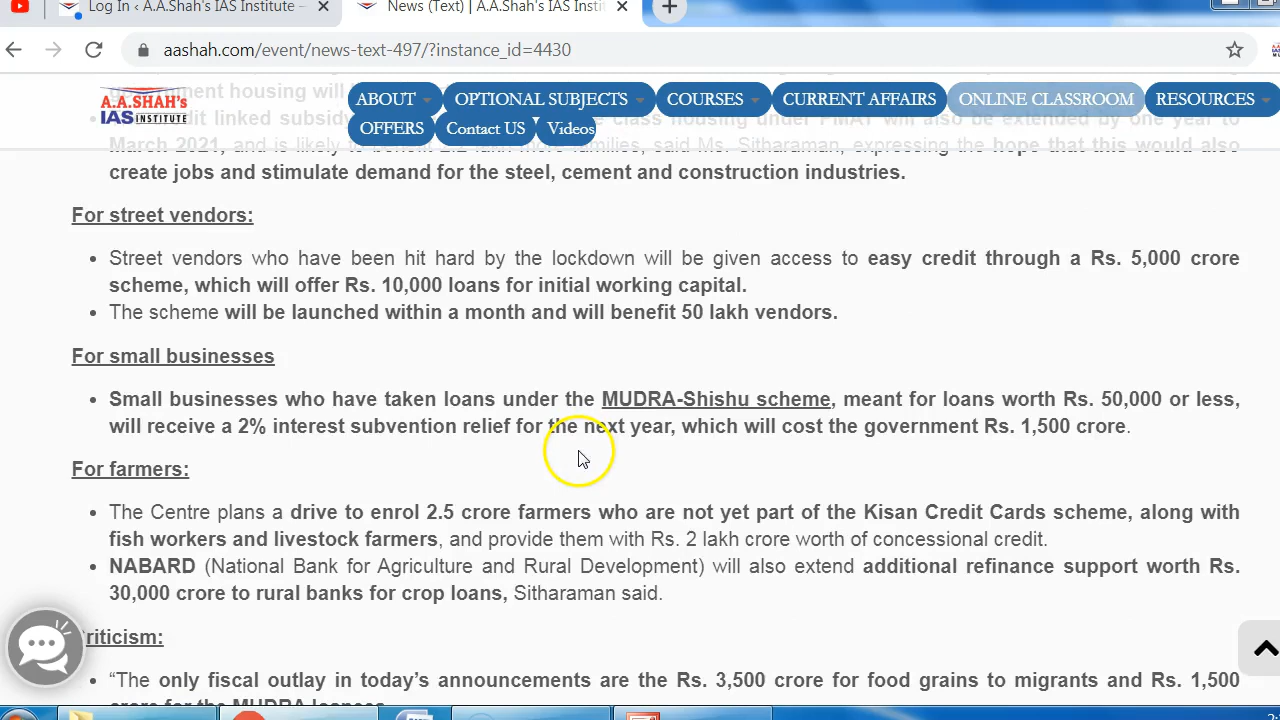 Log In ‹ A.A.Shah's IAS Institute –
News (Text) | A.A.Shah's IAS Instit
aashah.com/event/news-text-497/?instance_id=4430
A.A.SHAH'S
IAS INSTITUTE
ABOUT OPTIONAL SUBJECTS COURSES CURRENT AFFAIRS ONLINE CLASSROOM RESOURCES
OFFERS Contact US Videos
March 2021, and is likely to benefit 2.2 lakh more families, said Ms. Sitharaman, expressing the hope that this would also
create jobs and stimulate demand for the steel, cement and construction industries.
For street vendors:
• Street vendors who have been hit hard by the lockdown will be given access to easy credit through a Rs. 5,000 crore
scheme, which will offer Rs. 10,000 loans for initial working capital.
• The scheme will be launched within a month and will benefit 50 lakh vendors.
For small businesses
• Small businesses who have taken loans under the MUDRA-Shishu scheme, meant for loans worth Rs. 50,000 or less,
will receive a 2% interest subvention relief for the next year, which will cost the government Rs. 1,500 crore.
For farmers:
• The Centre plans a drive to enrol 2.5 crore farmers who are not yet part of the Kisan Credit Cards scheme, along with
fish workers and livestock farmers, and provide them with Rs. 2 lakh crore worth of concessional credit.
• NABARD (National Bank for Agriculture and Rural Development) will also extend additional refinance support worth Rs.
30,000 crore to rural banks for crop loans, Sitharaman said.
riticism:
• “The only fiscal outlay in today’s announcements are the Rs. 3,500 crore for food grains to migrants and Rs. 1,500
crore for the MUDRA loanees